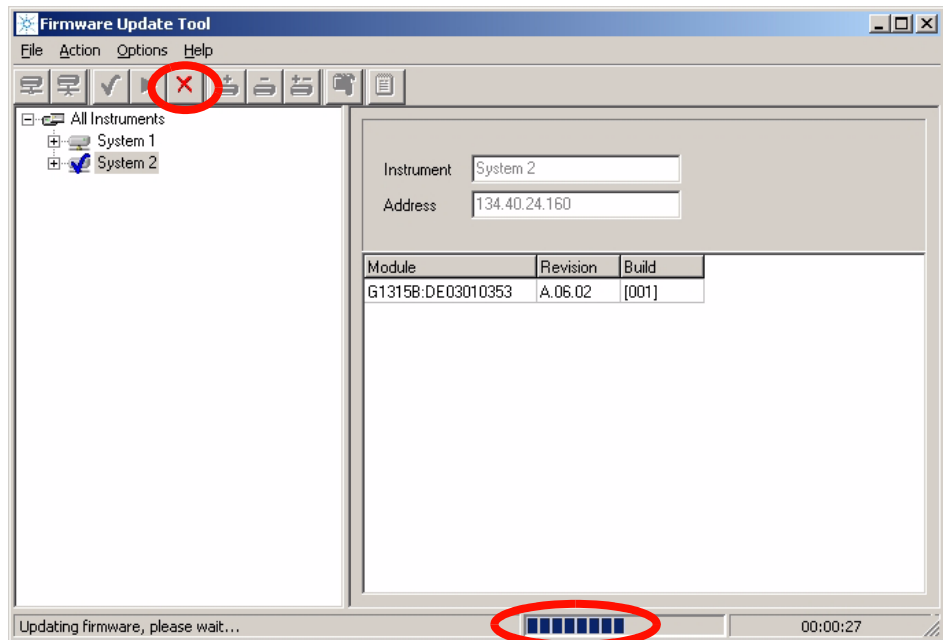 Firmware Update Tool
File Action Options Help
All Instruments
System 1
System 2
Instrument System 2
Address 134.40.24.160
Module Revision Build
G1315B:DE03010353 A.06.02 [001]
Updating firmware, please wait... 00:00:27